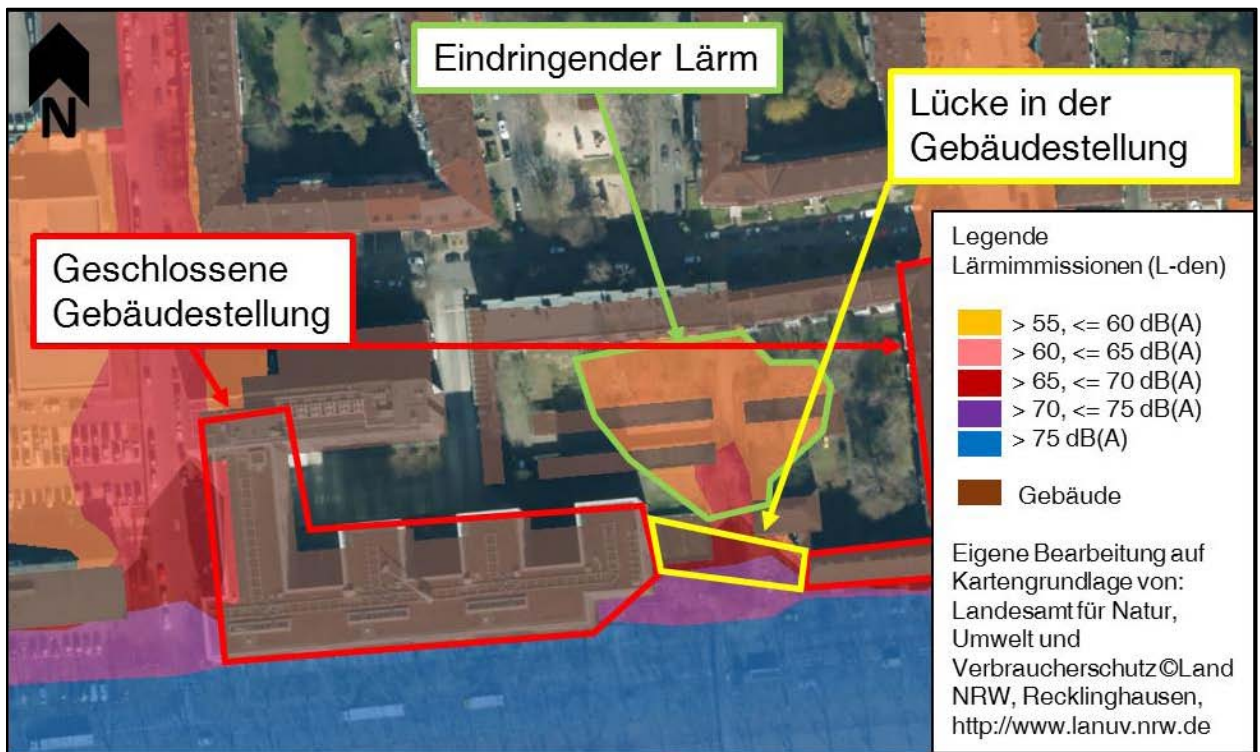 N
Eindringender Lärm
Lücke in der
Gebäudestellung
Geschlossene
Gebäudestellung
Legende
Lärmimmissionen (L-den)
> 55, <= 60 dB(A)
> 60, <= 65 dB(A)
> 65, <= 70 dB(A)
> 70, <= 75 dB(A)
> 75 dB(A)
Gebäude
Eigene Bearbeitung auf
Kartengrundlage von:
Landesamt für Natur,
Umwelt und
Verbraucherschutz©Land
NRW, Recklinghausen,
http://www.lanuv.nrw.de